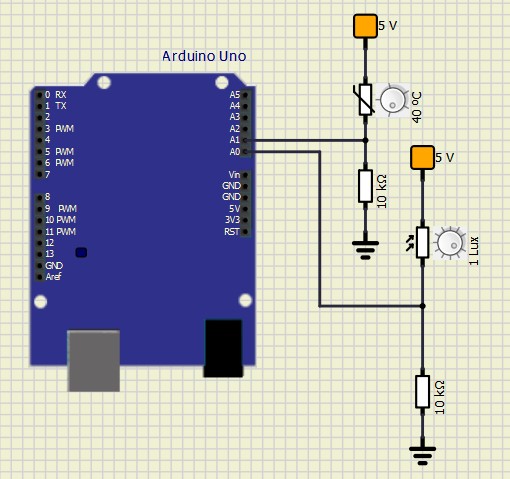 5 V
Arduino Uno
0 RX
1 TX
2
3 PWM
4
5 PWM
6 PWM
7
8
9 PWM
10 PWM
11 PWM
12
13
GND
Aref
A5
A4
A3
A2
A1
A0
Vin
GND
GND
5V
3V3
RST
40 ºC
10 kΩ
5 V
1 Lux
10 kΩ